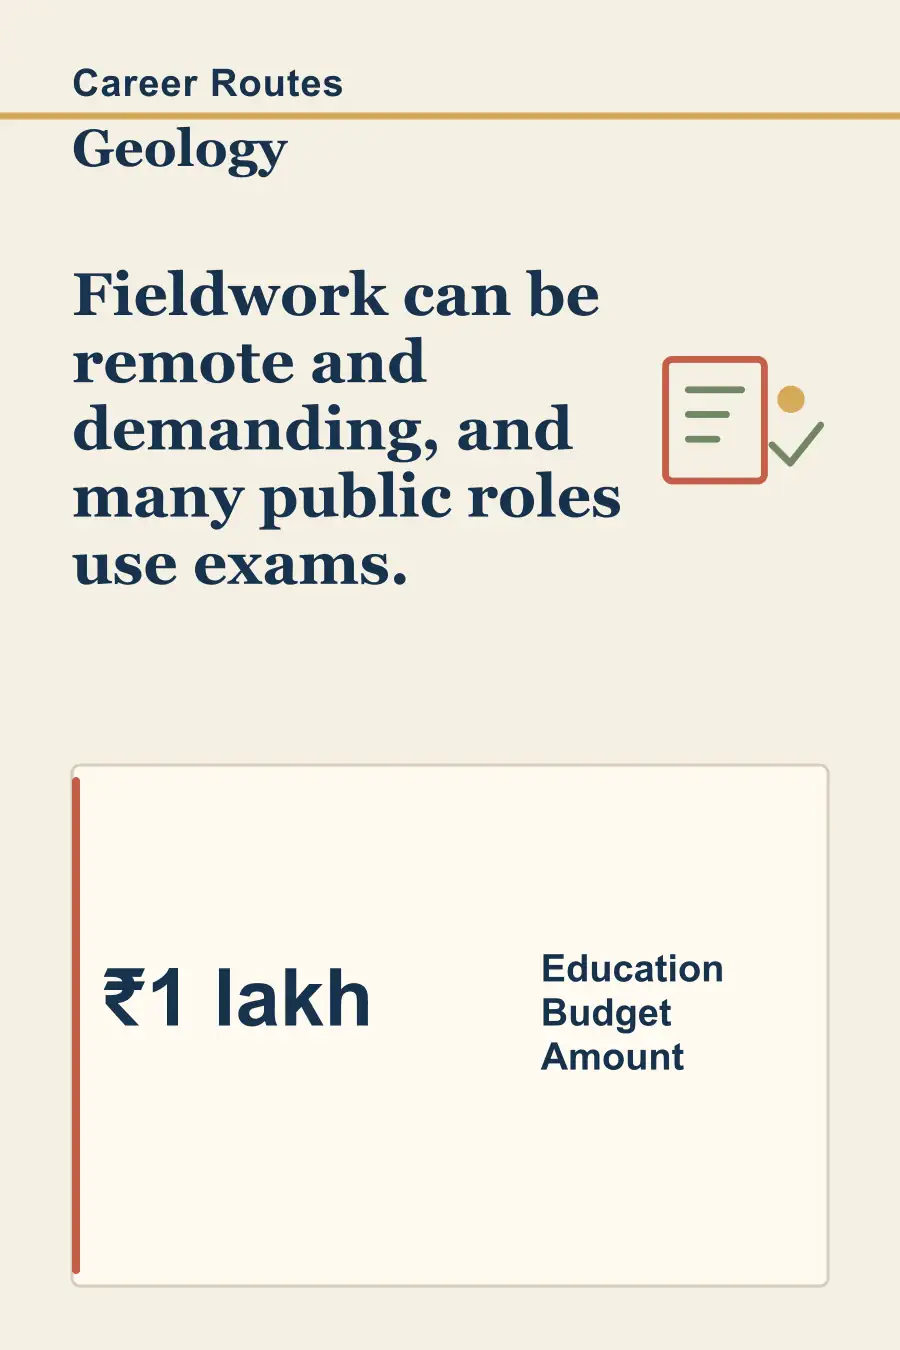 Career Routes
Geology
Fieldwork can be
remote and
demanding, and
many public roles
use exams.
₹1 lakh
Education
Budget
Amount